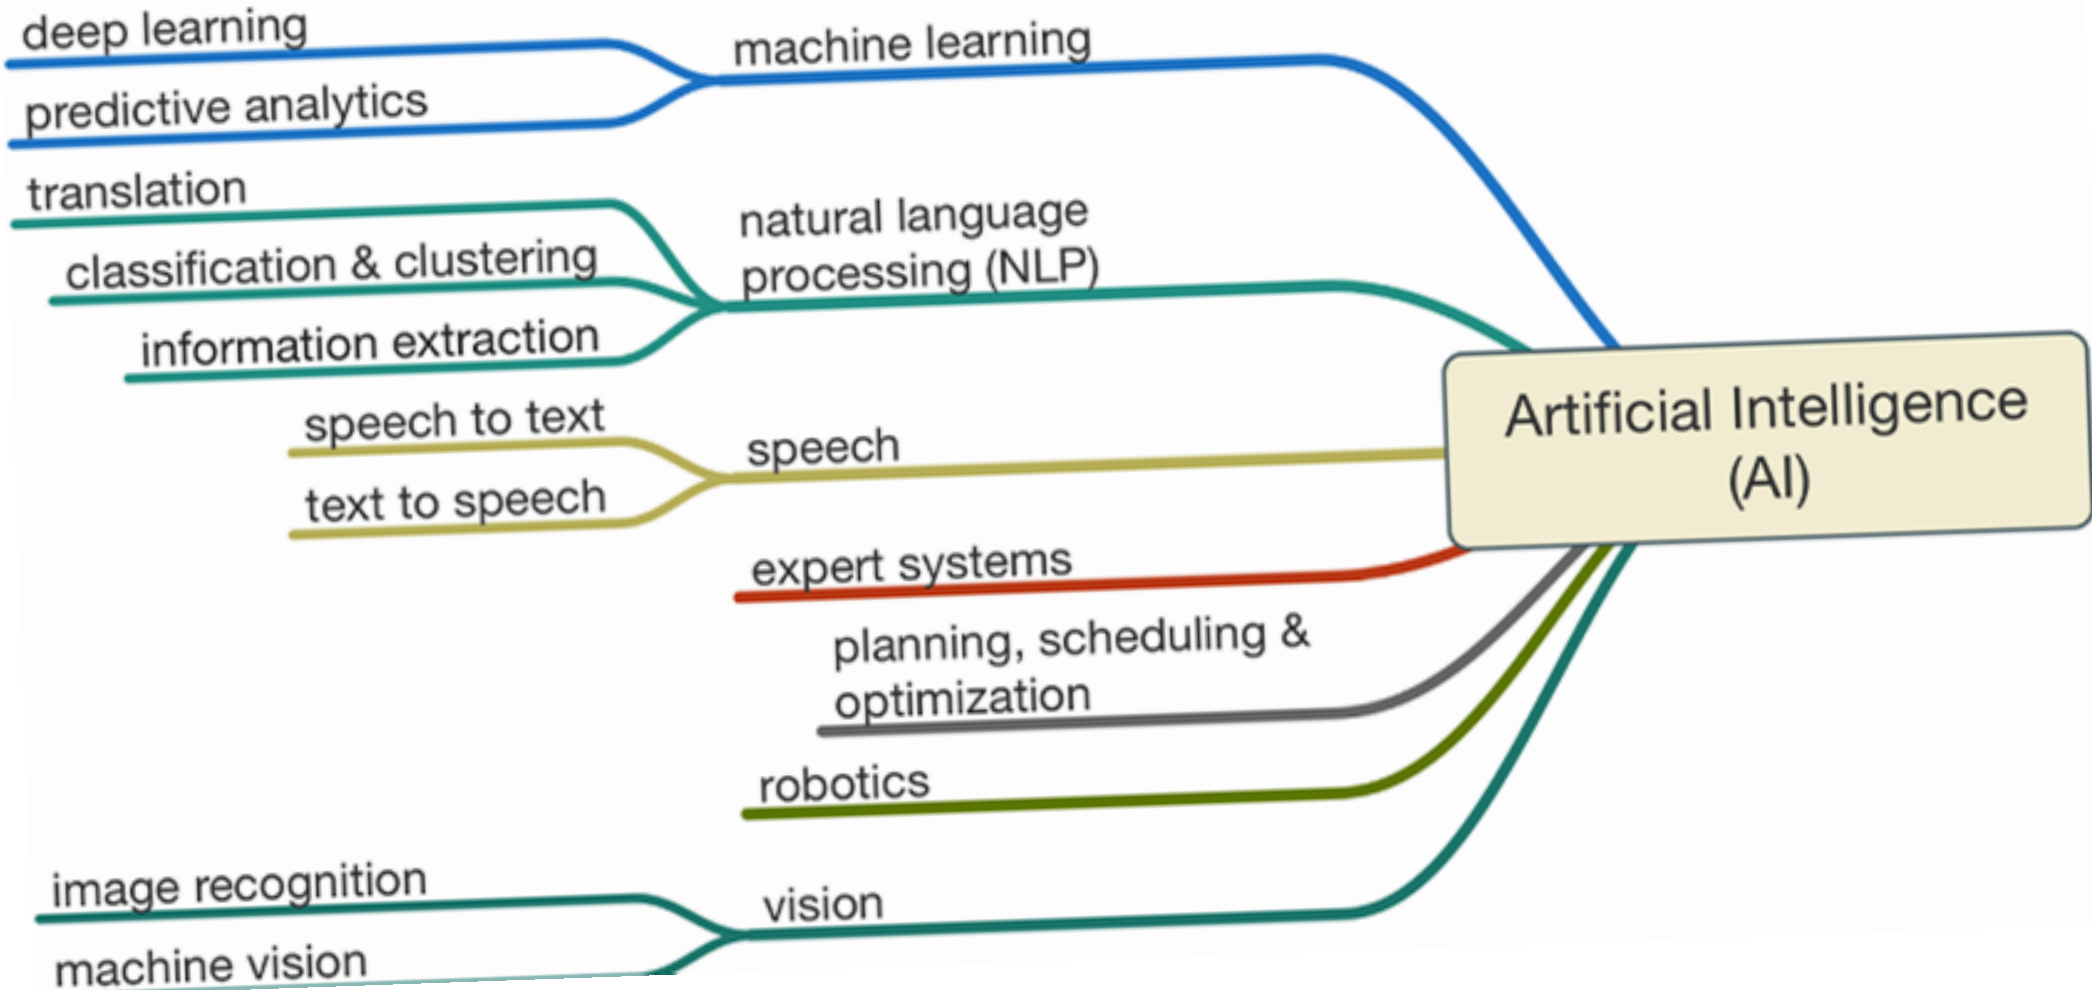 deep learning
machine learning
predictive analytics
translation
natural language
processing (NLP)
classification & clustering
information extraction
speech to text
speech
text to speech
Artificial Intelligence
(AI)
expert systems
planning, scheduling &
optimization
robotics
image recognition
vision
machine vision